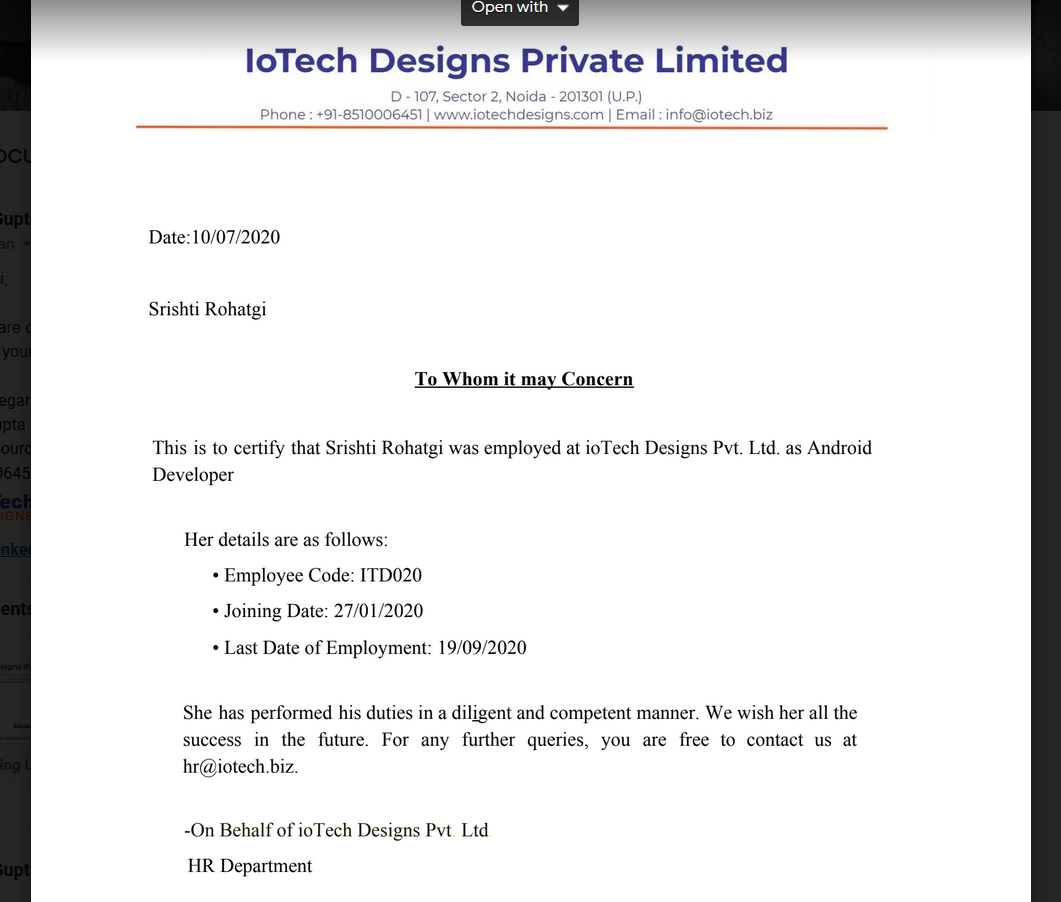 Open with
IoTech Designs Private Limited
D - 107, Sector 2, Noida - 201301 (U.P.)
Phone : +91-8510006451 | www.iotechdesigns.com | Email : info@iotech.biz
Date:10/07/2020
Srishti Rohatgi
To Whom it may Concern
This is to certify that Srishti Rohatgi was employed at ioTech Designs Pvt. Ltd. as Android
Developer
Her details are as follows:
• Employee Code: ITD020
• Joining Date: 27/01/2020
• Last Date of Employment: 19/09/2020
She has performed his duties in a diligent and competent manner. We wish her all the
success in the future. For any further queries, you are free to contact us at
hr@iotech.biz.
-On Behalf of ioTech Designs Pvt. Ltd.
HR Department